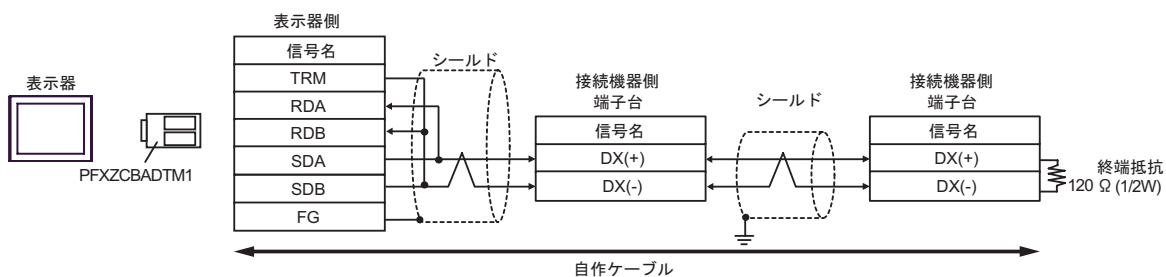 表示器
PFXZCBADTM1
表示器側
信号名
TRM
RDA
RDB
SDA
SDB
FG
シールド
接続機器側
端子台
信号名
DX(+)
DX(-)
シールド
接続機器側
端子台
信号名
DX(+)
DX(-)
終端抵抗
120 Ω (1/2W)
自作ケーブル